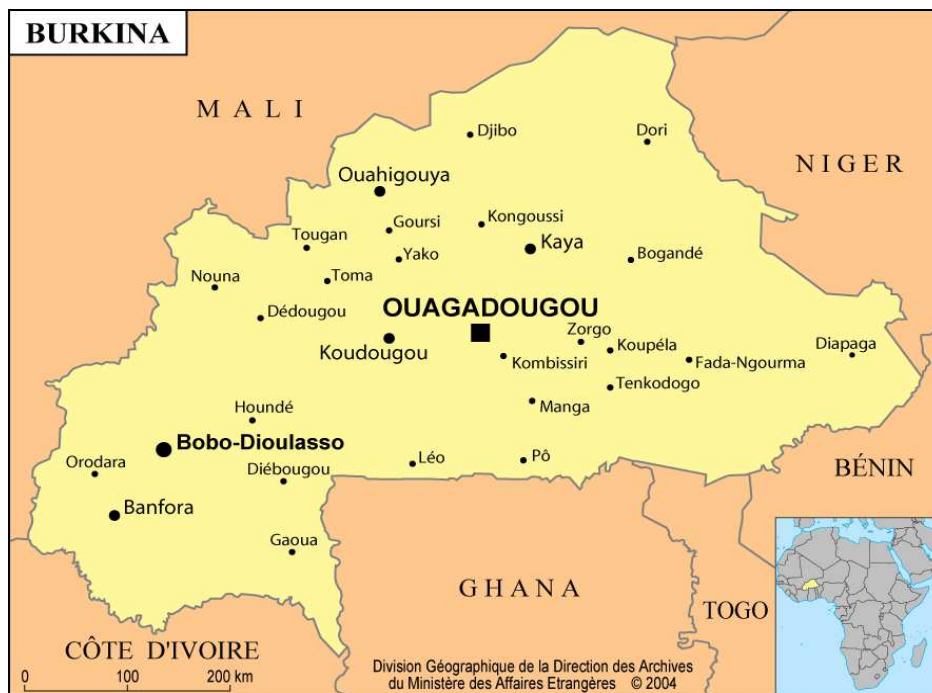 BURKINA
MALI
Djibo
Dori
NIGER
Ouahigouya
Goursi
Kongoussi
Tougan
Kaya
Yako
Bogandé
Nouna
Toma
OUAGADOUGOU
Dédougou
Zorgo
Koudougou
Koupéla
Diapaga
Kombissiri
Fada-Ngourma
Tenkodogo
Houndé
Manga
Bobo-Dioulasso
Orodara
Diébougou
Léo
Pô
BÉNIN
Banfora
Gaoua
GHANA
TOGO
CÔTE D'IVOIRE
0 100 200 km
Division Géographique de la Direction des Archives
du Ministère des Affaires Etrangères © 2004